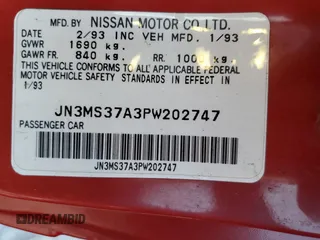 MFD. BY NISSAN MOTOR CO., LTD.
DATE 2/93 INC VEH MFD. 1/93
GVWR 1690 kg.
GAWR FR: 840 kg. RR: 100 kg.
THIS VEHICLE CONFORMS TO ALL APPLICABLE FEDERAL
MOTOR VEHICLE SAFETY STANDARDS IN EFFECT IN
1/93
JN3MS37A3PW202747
PASSENGER CAR
JN3MS37A3PW202747
DREAMBID